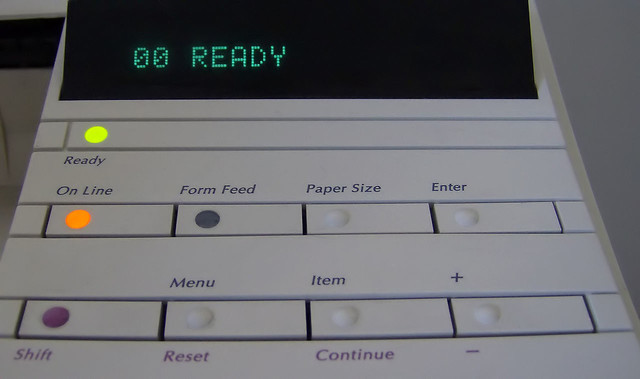 00 READY
Ready
On Line Form Feed Paper Size Enter
Menu Item +
Shift Reset Continue −